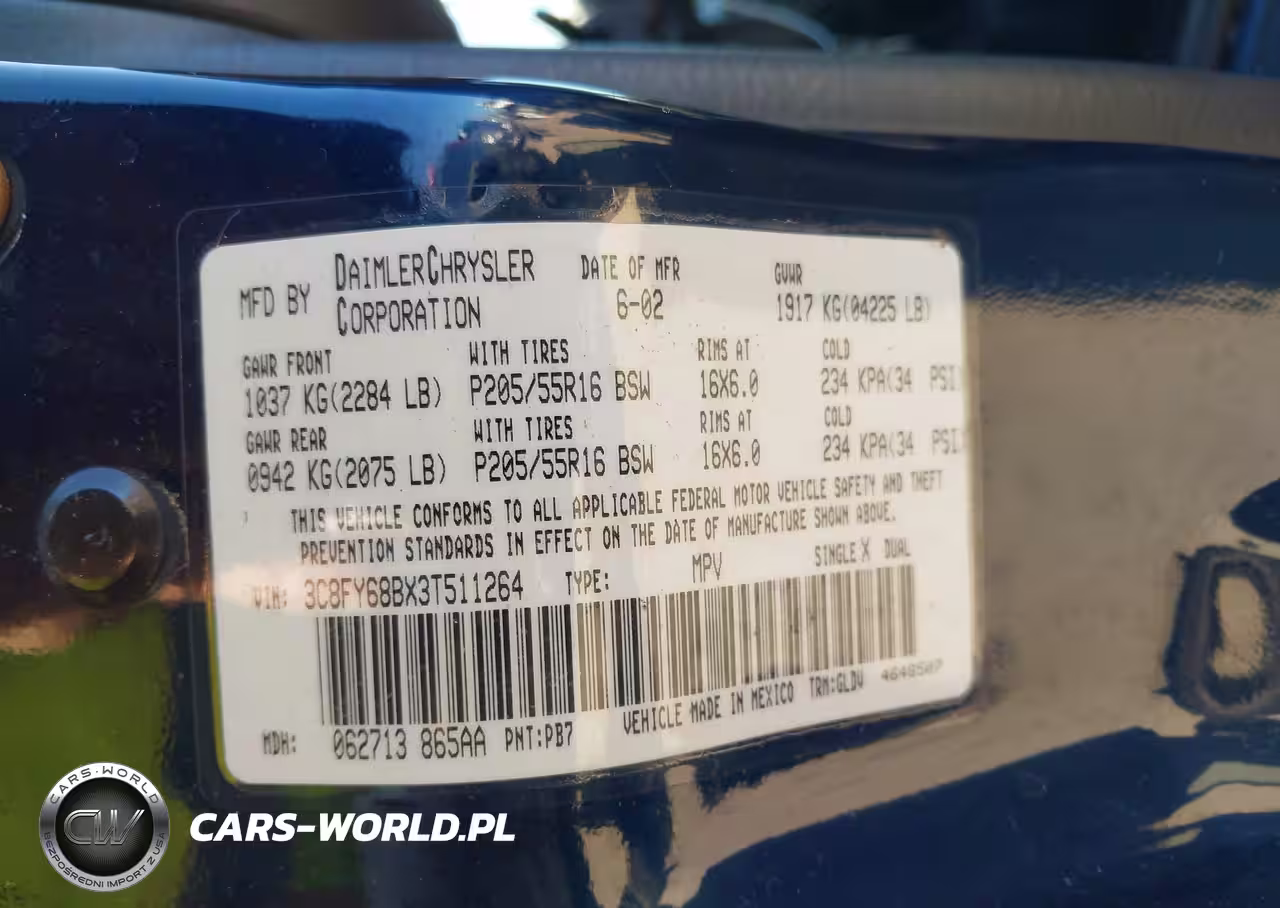 MFD BY DAIMLERCHRYSLER CORPORATION DATE OF MFR 6-02 GVWR 1917 KG(04225 LB)
GAWR FRONT WITH TIRES RIMS AT COLD
1037 KG(2284 LB) P205/55R16 BSW 16X6.0 234 KPA(34 PSI
GAWR REAR WITH TIRES RIMS AT COLD
0942 KG(2075 LB) P205/55R16 BSW 16X6.0 234 KPA(34 PSI
THIS VEHICLE CONFORMS TO ALL APPLICABLE FEDERAL MOTOR VEHICLE SAFETY AND THEFT
PREVENTION STANDARDS IN EFFECT ON THE DATE OF MANUFACTURE SHOWN ABOVE.
VIN: 3C8FY68BX3T511264 TYPE: MPV SINGLE X DUAL
MDH: 062713 865AA PNT:PB7 VEHICLE MADE IN MEXICO TRM:GLDV 4648507
CARS-WORLD
CW
BEZPOŚREDNI IMPORT Z USA
CARS-WORLD.PL